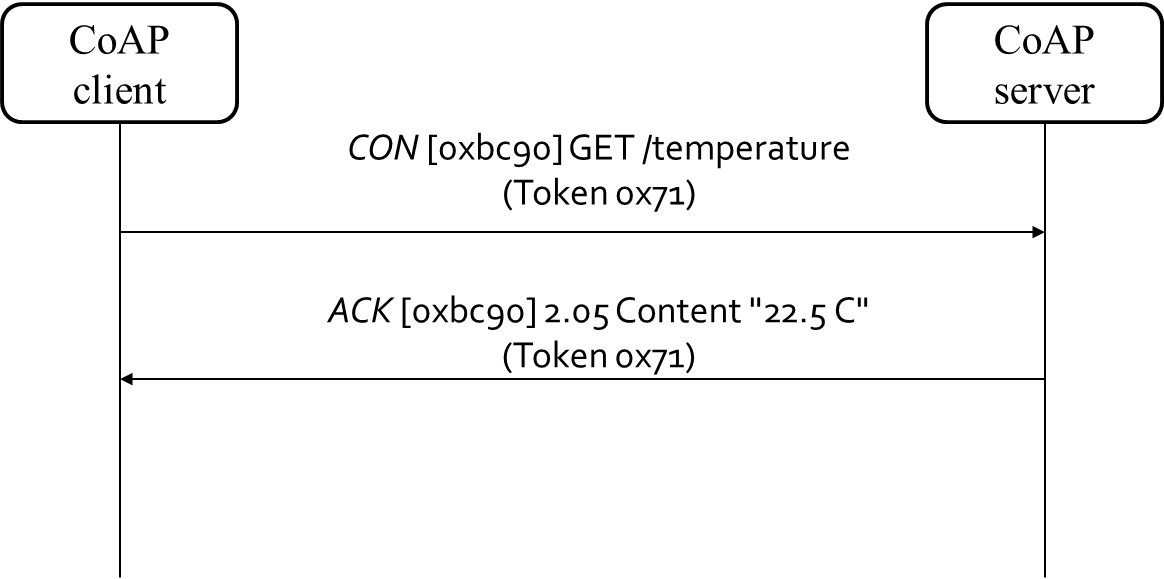 CoAP
client
CoAP
server
CON [0xbc90] GET /temperature
(Token 0x71)
ACK [0xbc90] 2.05 Content "22.5 C"
(Token 0x71)